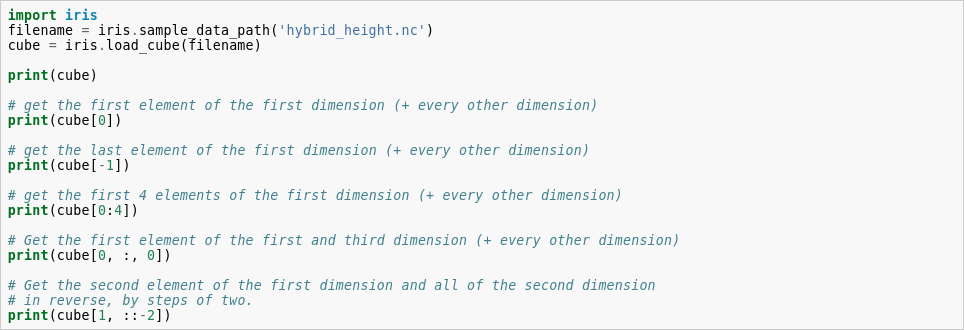 import iris
filename = iris.sample_data_path('hybrid_height.nc')
cube = iris.load_cube(filename)

print(cube)

# get the first element of the first dimension (+ every other dimension)
print(cube[0])

# get the last element of the first dimension (+ every other dimension)
print(cube[-1])

# get the first 4 elements of the first dimension (+ every other dimension)
print(cube[0:4])

# Get the first element of the first and third dimension (+ every other dimension)
print(cube[0, :, 0])

# Get the second element of the first dimension and all of the second dimension
# in reverse, by steps of two.
print(cube[1, ::-2])